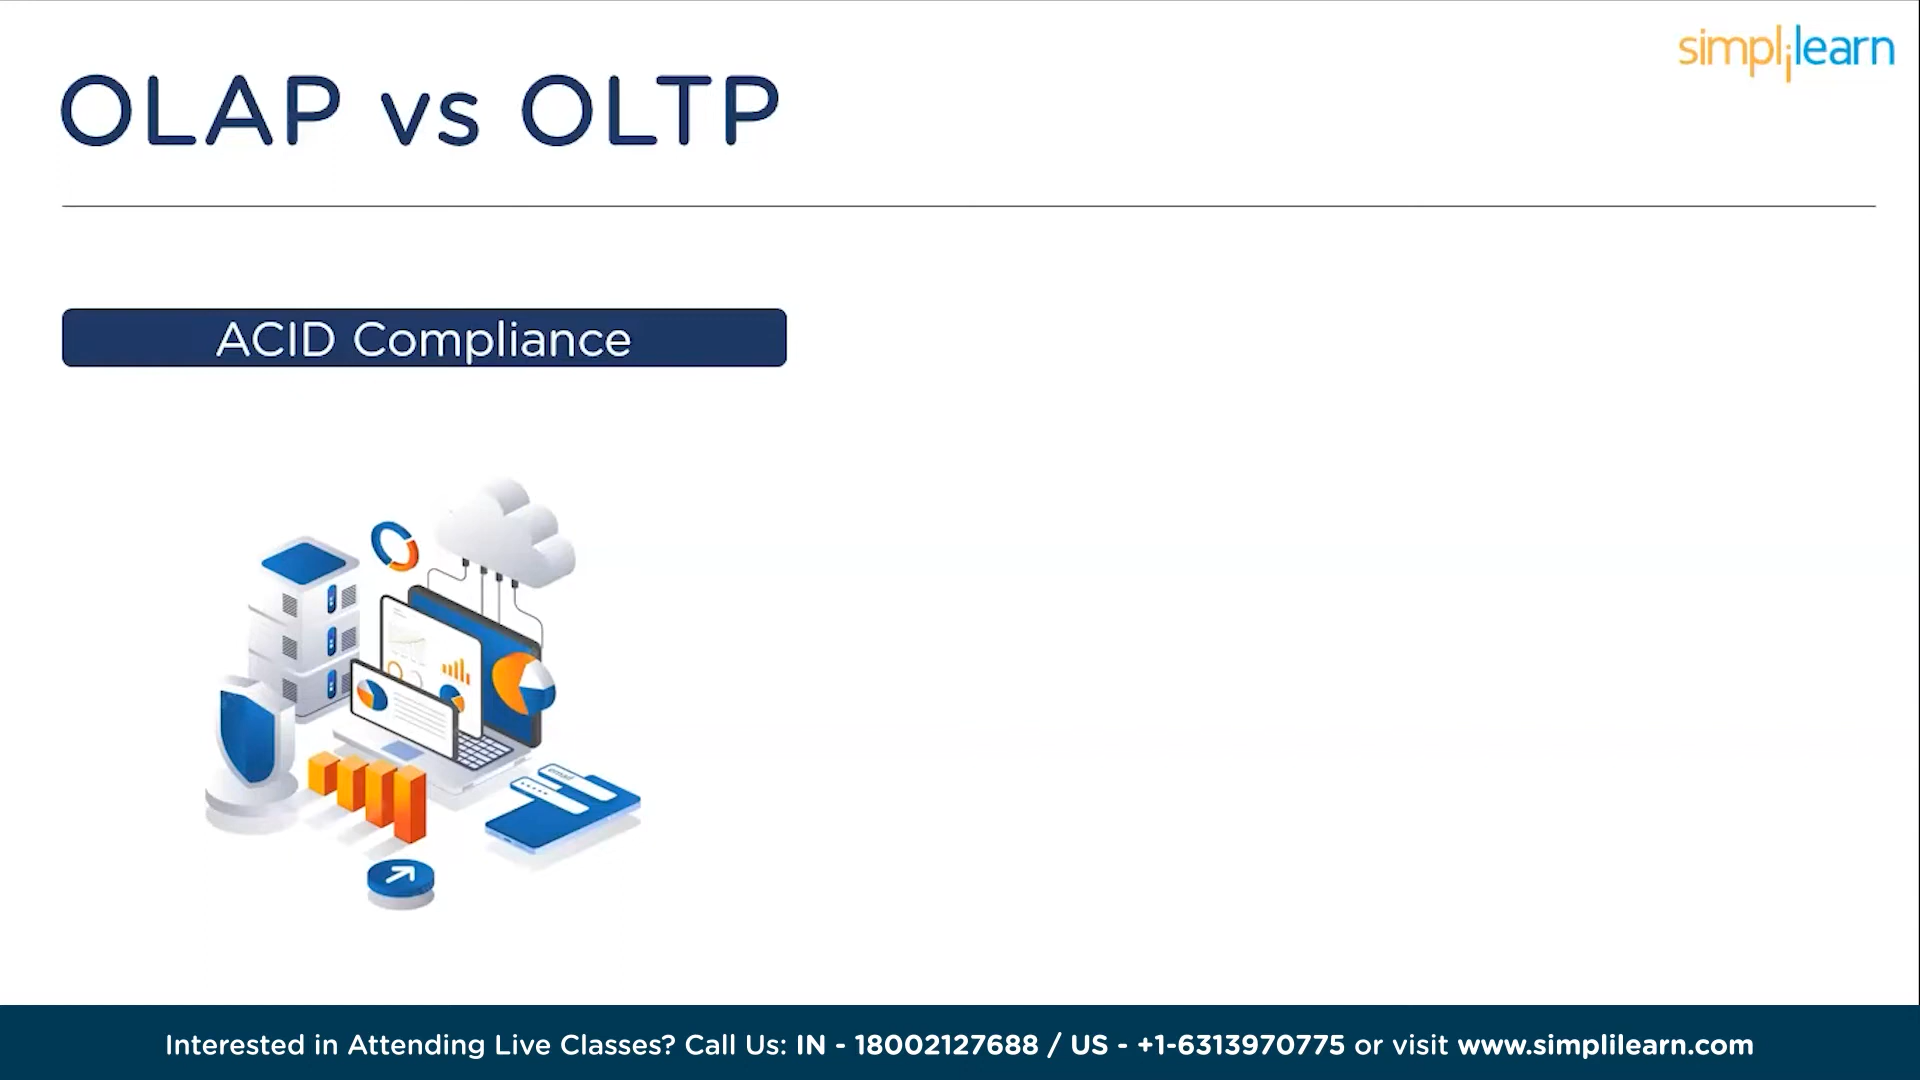 simplilearn
OLAP vs OLTP
ACID Compliance
email
Interested in Attending Live Classes? Call Us: IN - 18002127688 / US - +1-6313970775 or visit www.simplilearn.com